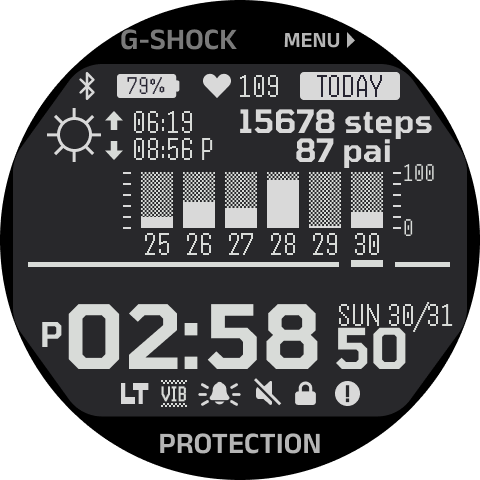 G-SHOCK MENU
79% 109 TODAY
06:19 15678 steps
08:56 P 87 pai
100
0
25 26 27 28 29 30
SUN 30/31
P 02:58 50
LT VIB
PROTECTION